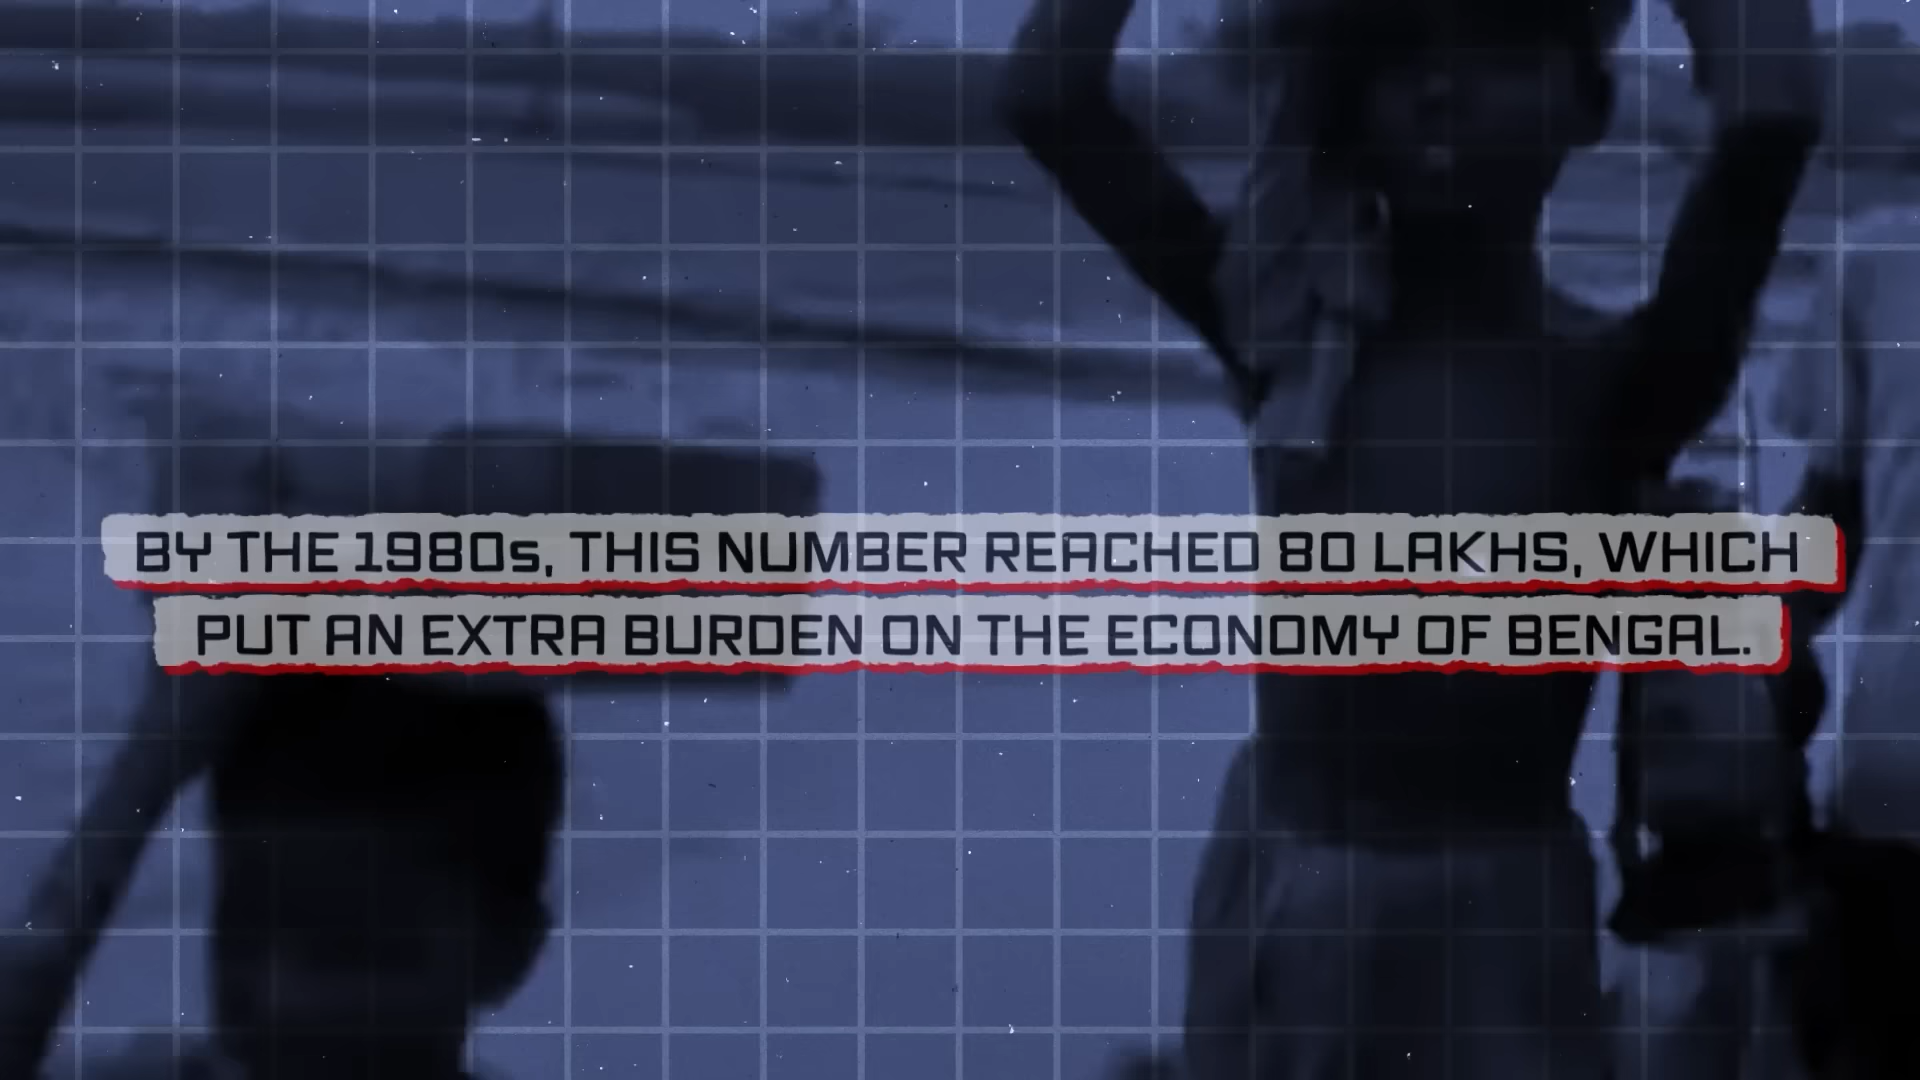 BY THE 1980s, THIS NUMBER REACHED 80 LAKHS, WHICH
PUT AN EXTRA BURDEN ON THE ECONOMY OF BENGAL.